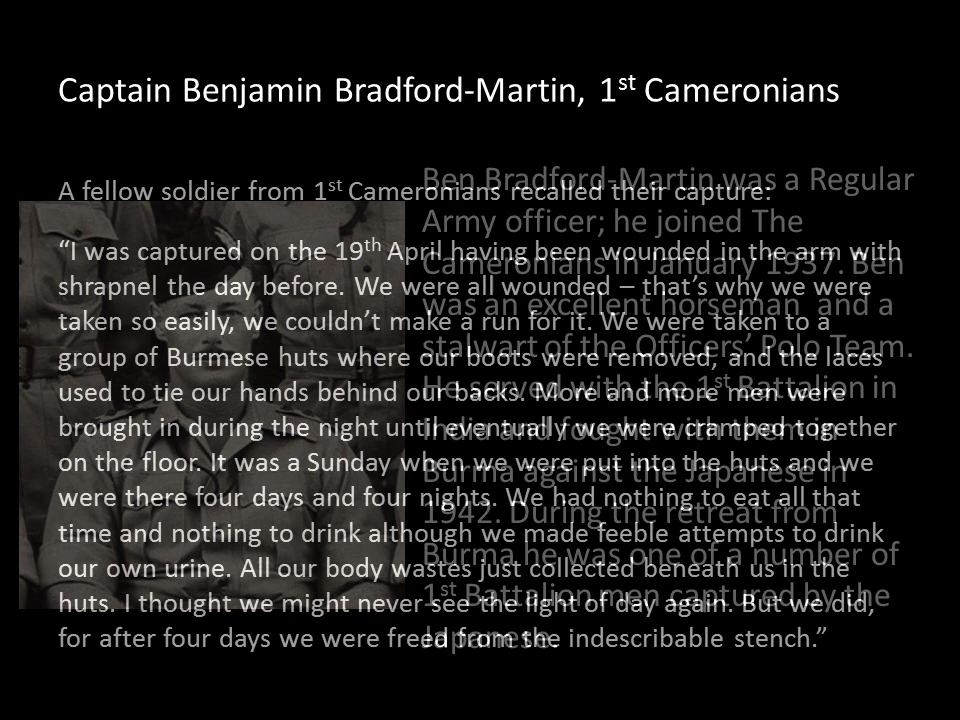 Captain Benjamin Bradford-Martin, 1st Cameronians
A fellow soldier from 1st Cameronians recalled their capture:
“I was captured on the 19th April having been wounded in the arm with
shrapnel the day before. We were all wounded – that’s why we were
taken so easily, we couldn’t make a run for it. We were taken to a
group of Burmese huts where our boots were removed, and the laces
used to tie our hands behind our backs. More and more men were
brought in during the night until eventually we were cramped together
on the floor. It was a Sunday when we were put into the huts and we
were there four days and four nights. We had nothing to eat all that
time and nothing to drink although we made feeble attempts to drink
our own urine. All our body wastes just collected beneath us in the
huts. I thought we might never see the light of day again. But we did,
for after four days we were freed from the indescribable stench.”
Ben Bradford-Martin was a Regular
Army officer; he joined The
Cameronians in January 1937. Ben
was an excellent horseman and a
stalwart of the Officers’ Polo Team.
He served with the 1st Battalion in
India and fought with them in
Burma against the Japanese in
1942. During the retreat from
Burma he was one of a number of
1st Battalion men captured by the
Japanese.